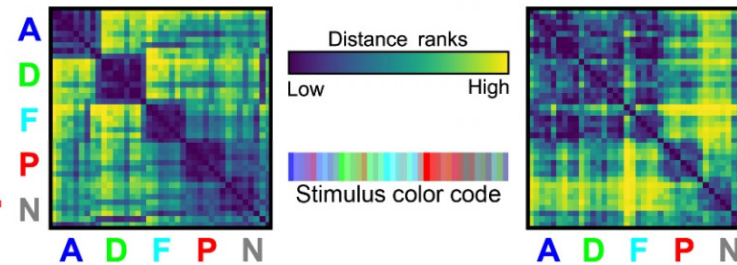 A
D
F
P
N
A D F P N
Distance ranks
Low High
Stimulus color code
A D F P N